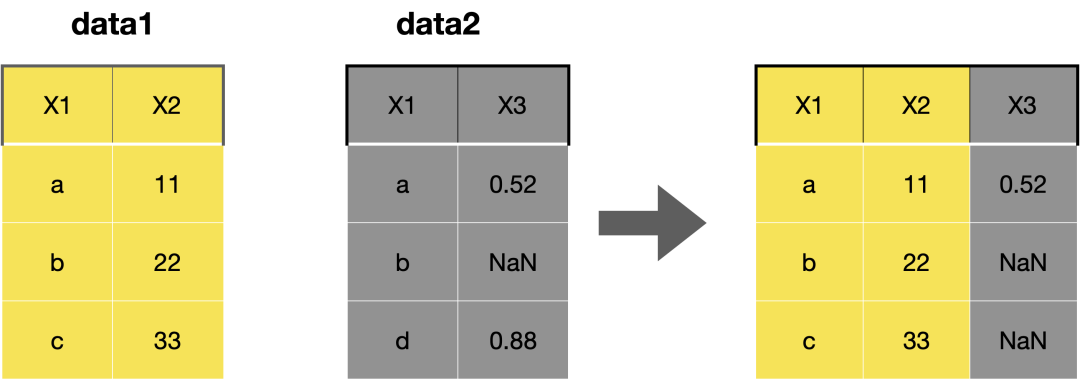 data1 data2
X1 X2 X1 X3 X1 X2 X3
a 11 a 0.52 a 11 0.52
b 22 b NaN b 22 NaN
c 33 d 0.88 c 33 NaN